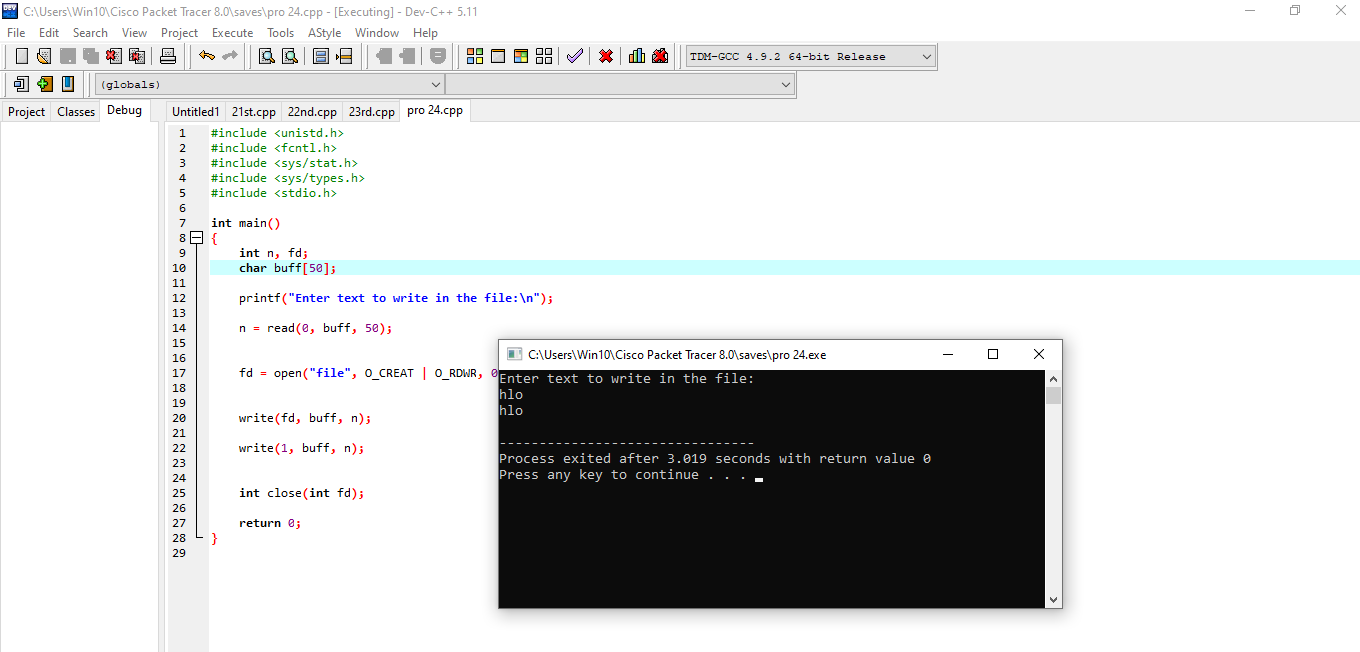 C:\Users\Win10\Cisco Packet Tracer 8.0\saves\pro 24.cpp - [Executing] - Dev-C++ 5.11
File Edit Search View Project Execute Tools AStyle Window Help
TDM-GCC 4.9.2 64-bit Release
(globals)
Project Classes Debug
Untitled1 21st.cpp 22nd.cpp 23rd.cpp pro 24.cpp
1 #include <unistd.h>
2 #include <fcntl.h>
3 #include <sys/stat.h>
4 #include <sys/types.h>
5 #include <stdio.h>
6
7 int main()
8 {
9 int n, fd;
10 char buff[50];
11
12 printf("Enter text to write in the file:\n");
13
14 n = read(0, buff, 50);
15
16
17 fd = open("file", O_CREAT | O_RDWR, 0
18
19
20 write(fd, buff, n);
21
22 write(1, buff, n);
23
24
25 int close(int fd);
26
27 return 0;
28 }
29
C:\Users\Win10\Cisco Packet Tracer 8.0\saves\pro 24.exe
Enter text to write in the file:
hlo
hlo
--------------------------------
Process exited after 3.019 seconds with return value 0
Press any key to continue . . .